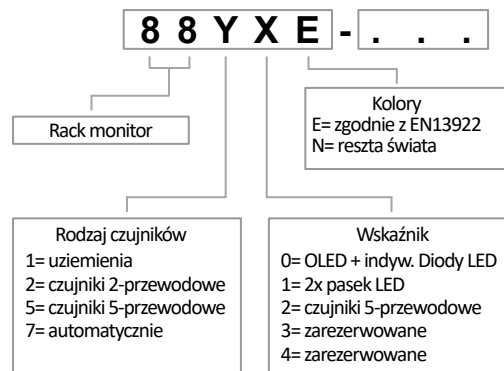 88YXE-...
Rack monitor
Kolory
E= zgodnie z EN13922
N= reszta świata
Rodzaj czujników
1= uziemienia
2= czujniki 2-przewodowe
5= czujniki 5-przewodowe
7= automatycznie
Wskaźnik
0= OLED + indyw. Diody LED
1= 2x pasek LED
2= czujniki 5-przewodowe
3= zarezerwowane
4= zarezerwowane